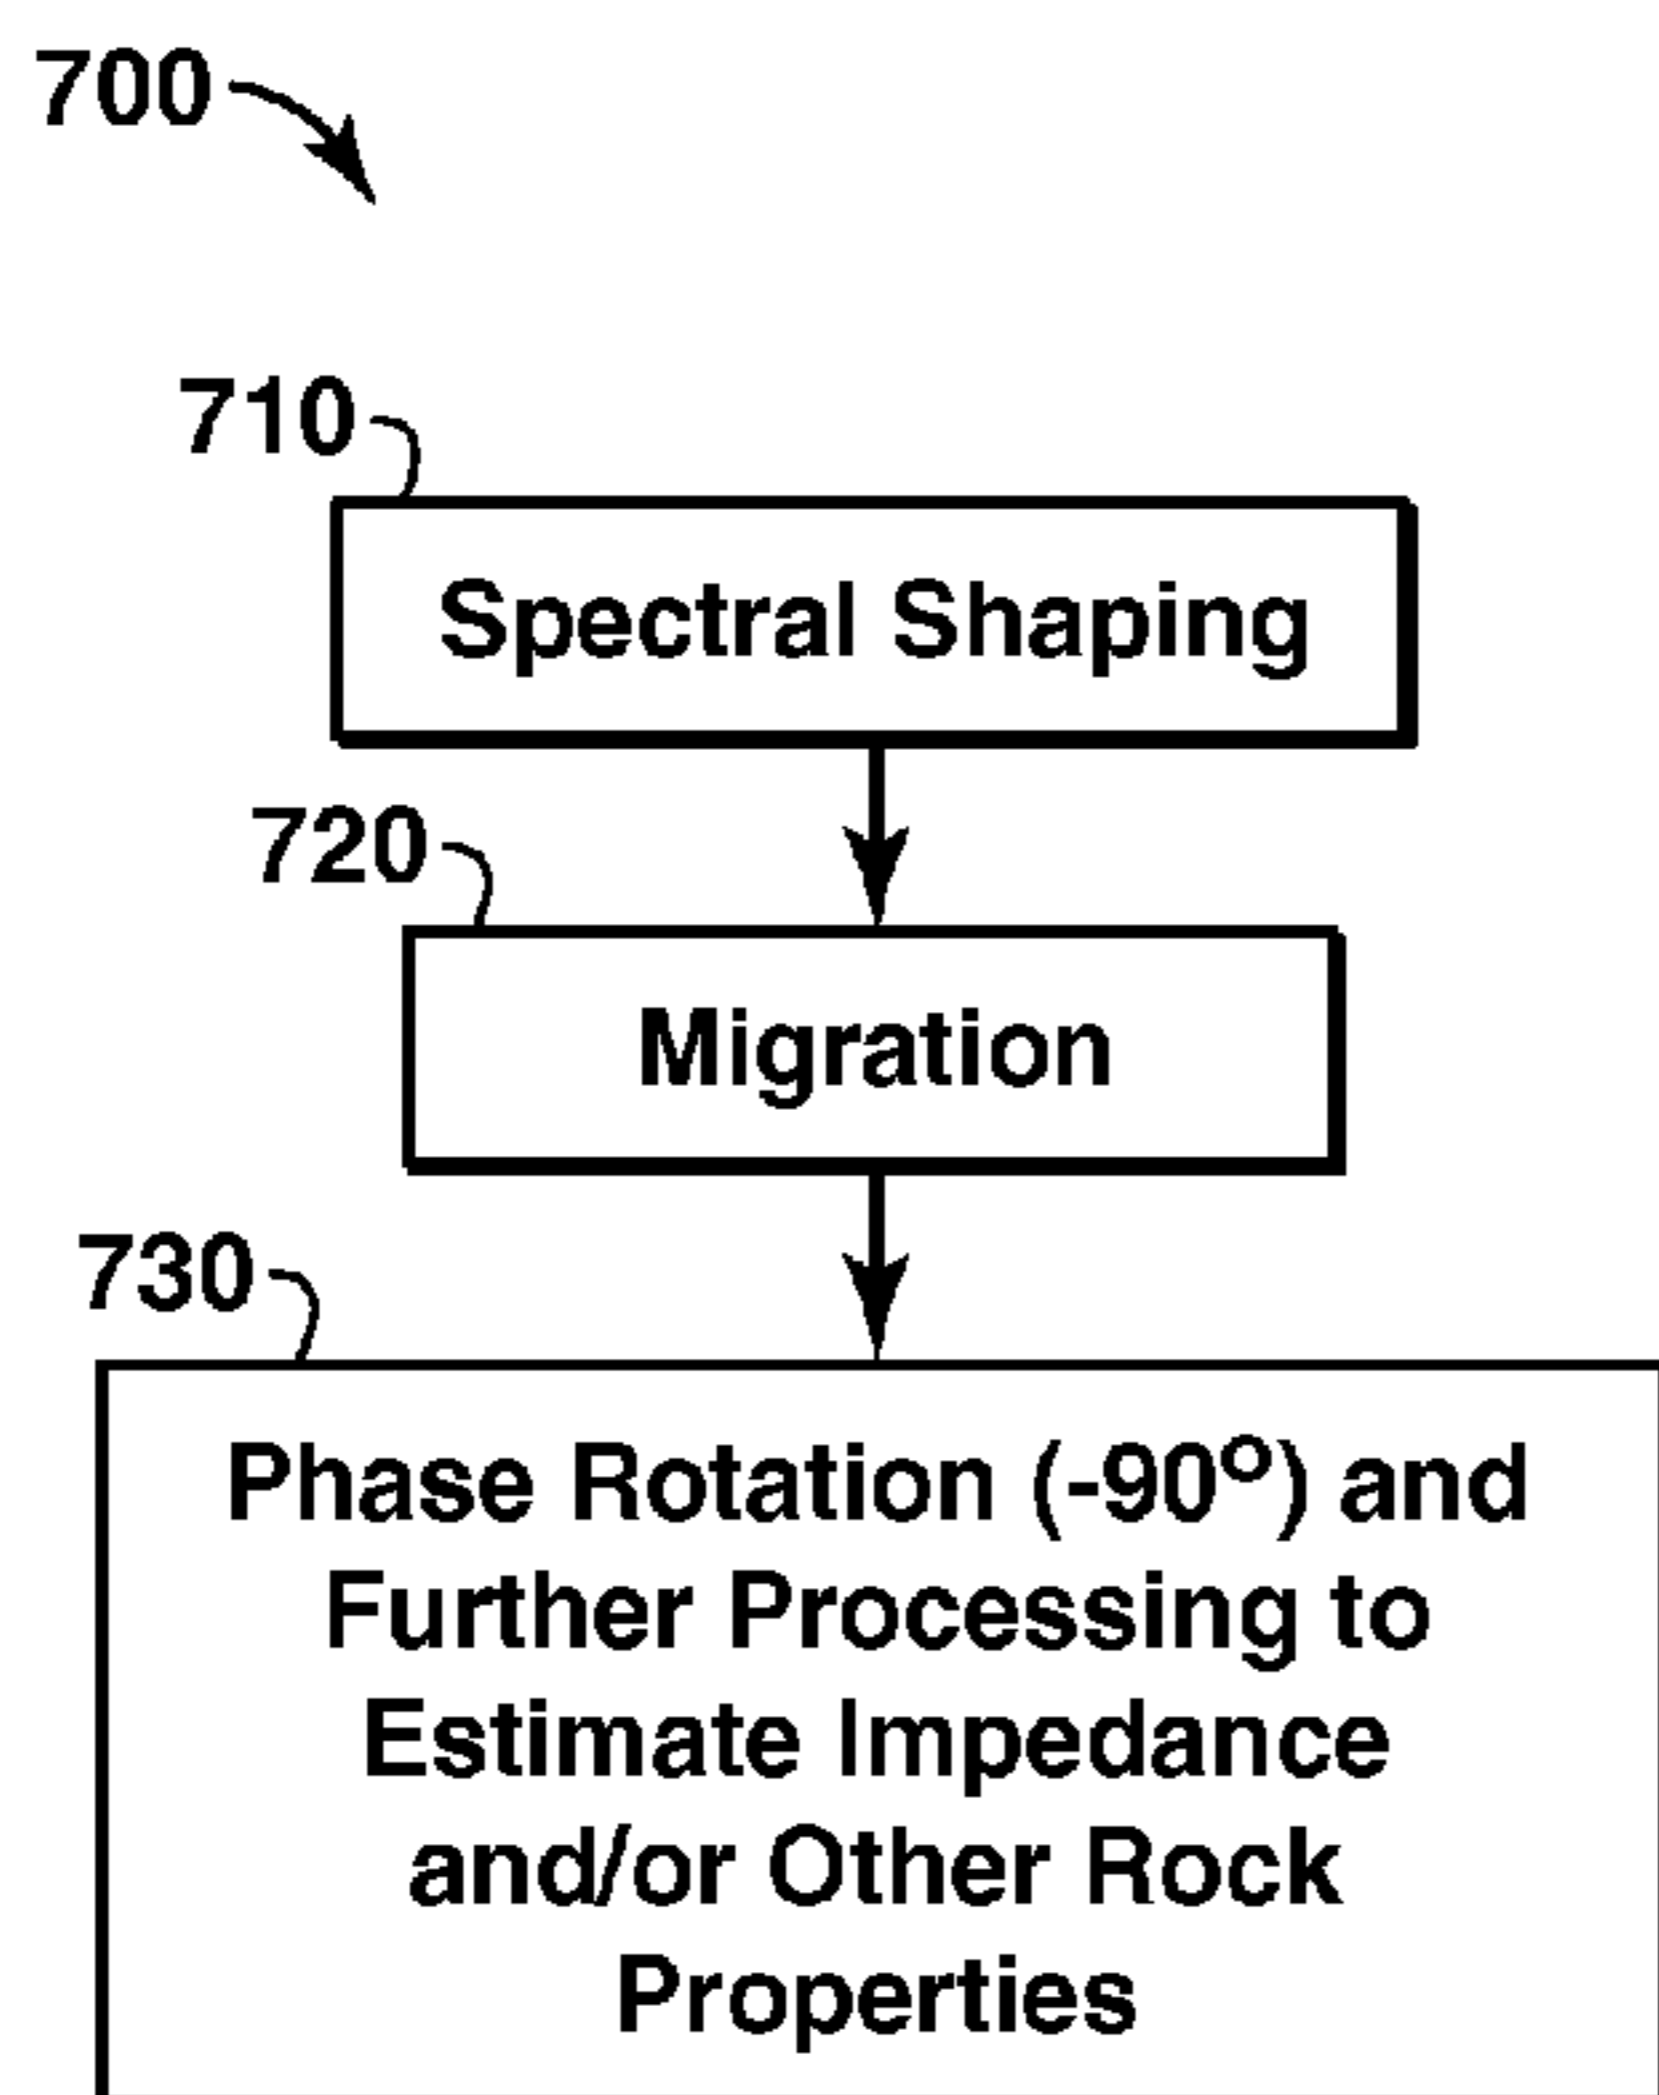 700
710
Spectral Shaping
720
Migration
730
Phase Rotation (-90º) and
Further Processing to
Estimate Impedance
and/or Other Rock
Properties